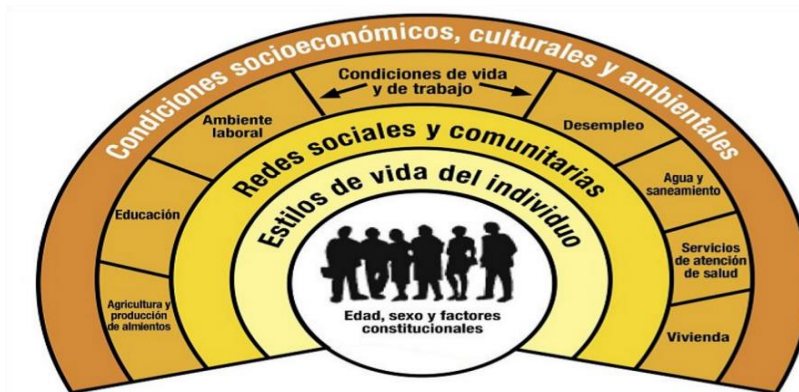 Condiciones socioeconómicos, culturales y ambientales
Condiciones de vida
y de trabajo
Ambiente
laboral
Desempleo
Educación
Agua y
saneamiento
Agricultura y
producción
de almientos
Servicios
de atención
de salud
Vivienda
Redes sociales y comunitarias
Estilos de vida del individuo
Edad, sexo y factores
constitucionales